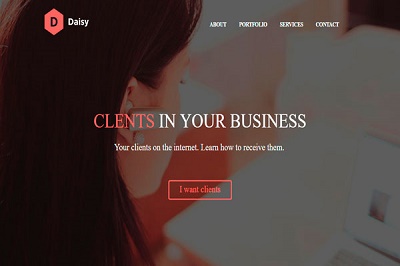 D Daisy
ABOUT PORTFOLIO SERVICES CONTACT
CLENTS IN YOUR BUSINESS
Your clients on the internet. Learn how to receive them.
I want clients